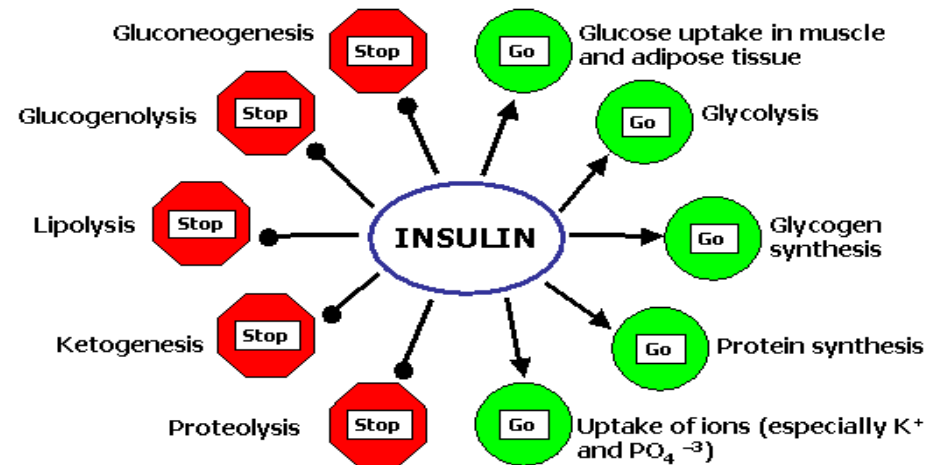 Gluconeogenesis
Stop
Go
Glucose uptake in muscle
and adipose tissue
Glucogenolysis
Stop
Go
Glycolysis
Lipolysis
Stop
INSULIN
Go
Glycogen
synthesis
Ketogenesis
Stop
Go
Protein synthesis
Proteolysis
Stop
Go
Uptake of ions (especially K⁺
and PO₄ ⁻³)